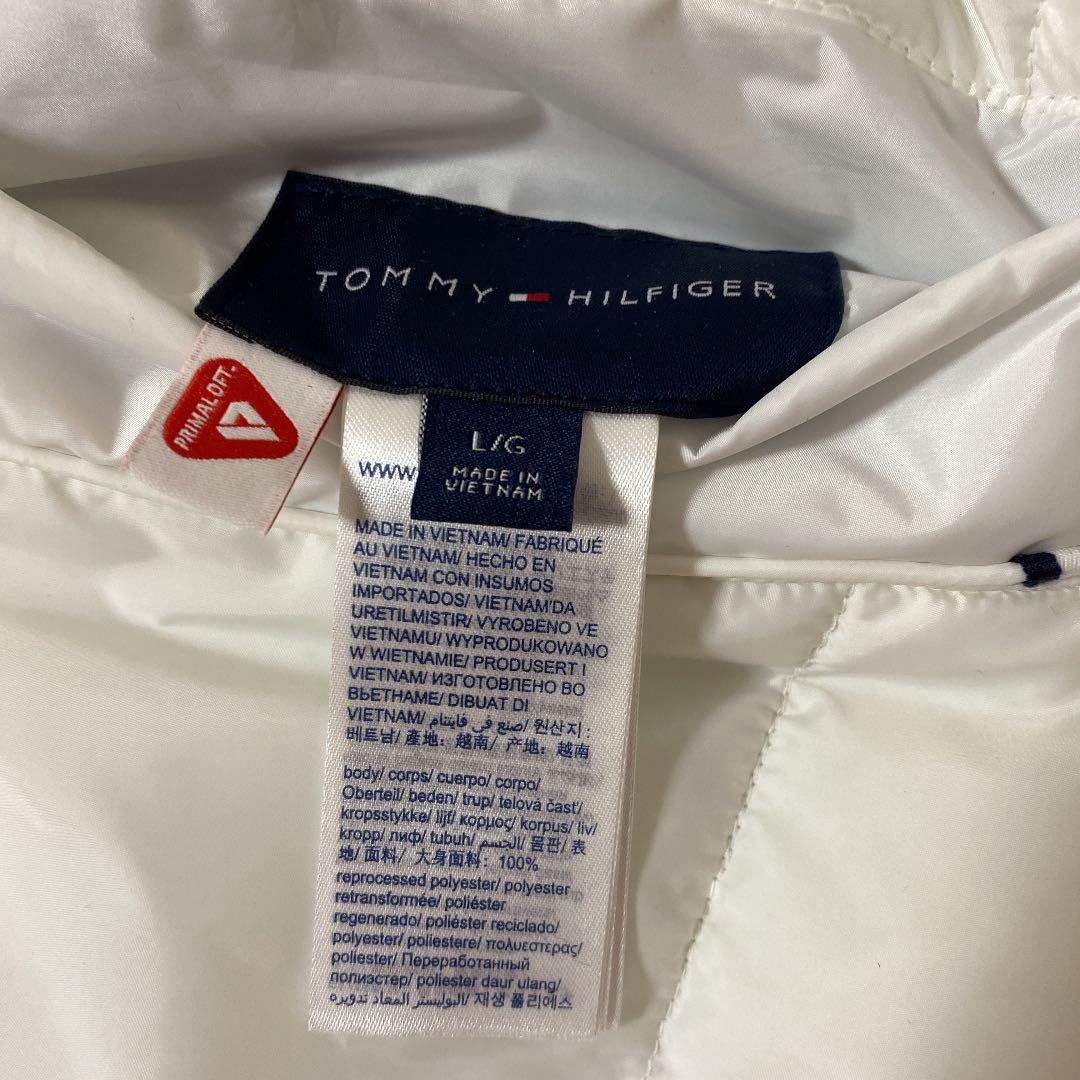 TOMMY HILFIGER
PRIMALOFT
L/G
MADE IN
VIETNAM
www
MADE IN VIETNAM/ FABRIQUÉ
AU VIETNAM/ HECHO EN
VIETNAM CON INSUMOS
IMPORTADOS/ VIETNAM'DA
URETILMISTIR/ VYROBENO VE
VIETNAMU/ WYPRODUKOWANO
W WIETNAMIE/ PRODUSERT I
VIETNAM/ ИЗГОТОВЛЕНО ВО
ВЬЕТНАМЕ/ DIBUAT DI
VIETNAM/ صنع في فايتنام/ 원산지 :
베트남/ 產地: 越南/ 产地: 越南
body/ corps/ cuerpo/ corpo/
Oberteil/ beden/ trup/ telová časť/
kropsstykke/ lijf/ κορμος/ korpus/ liv/
kropp/ лиф/ tubuh/ الجسم/ 몸판/ 表
地/ 面料/ 大身面料: 100%
reprocessed polyester/ polyester
retransformée/ poliéster
regenerado/ poliéster reciclado/
polyester/ poliestere/ πολυεστερας/
poliester/ Переработанный
полиэстер/ poliester daur ulang/
البوليستر المعاد تدويره/ 재생 폴리에스